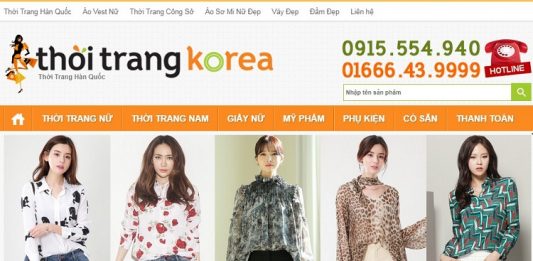 Thời Trang Hàn Quốc Áo Vest Nữ Thời Trang Công Sở Áo Sơ Mi Nữ Đẹp Váy Đẹp Đầm Đẹp Liên hệ
thời trang korea
Thời Trang Hàn Quốc
0915.554.940
01666.43.9999
HOTLINE
Nhập tên sản phẩm
THỜI TRANG NỮ THỜI TRANG NAM GIÀY NỮ MỸ PHẨM PHỤ KIỆN CÓ SẴN THANH TOÁN